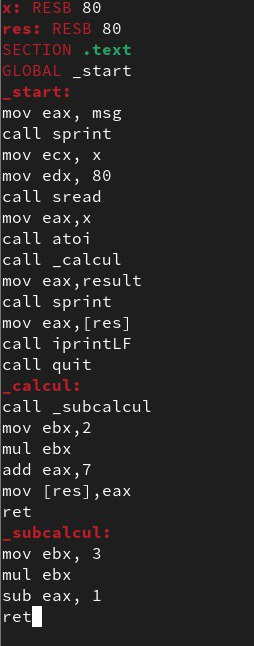 x: RESB 80
res: RESB 80
SECTION .text
GLOBAL _start
_start:
mov eax, msg
call sprint
mov ecx, x
mov edx, 80
call sread
mov eax,x
call atoi
call _calcul
mov eax,result
call sprint
mov eax,[res]
call iprintLF
call quit
_calcul:
call _subcalcul
mov ebx,2
mul ebx
add eax,7
mov [res],eax
ret
_subcalcul:
mov ebx, 3
mul ebx
sub eax, 1
ret